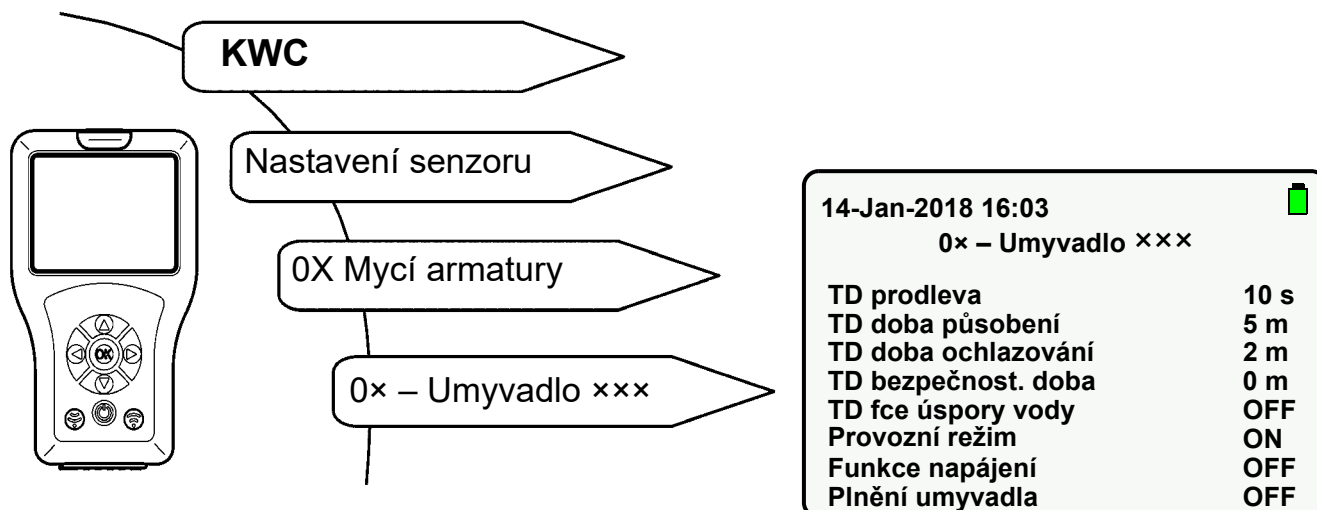 KWC
Nastavení senzoru
0X Mycí armatury
0× – Umyvadlo ×××
OK
14-Jan-2018 16:03
0× – Umyvadlo ×××
TD prodleva 10 s
TD doba působení 5 m
TD doba ochlazování 2 m
TD bezpečnost. doba 0 m
TD fce úspory vody OFF
Provozní režim ON
Funkce napájení OFF
Plnění umyvadla OFF